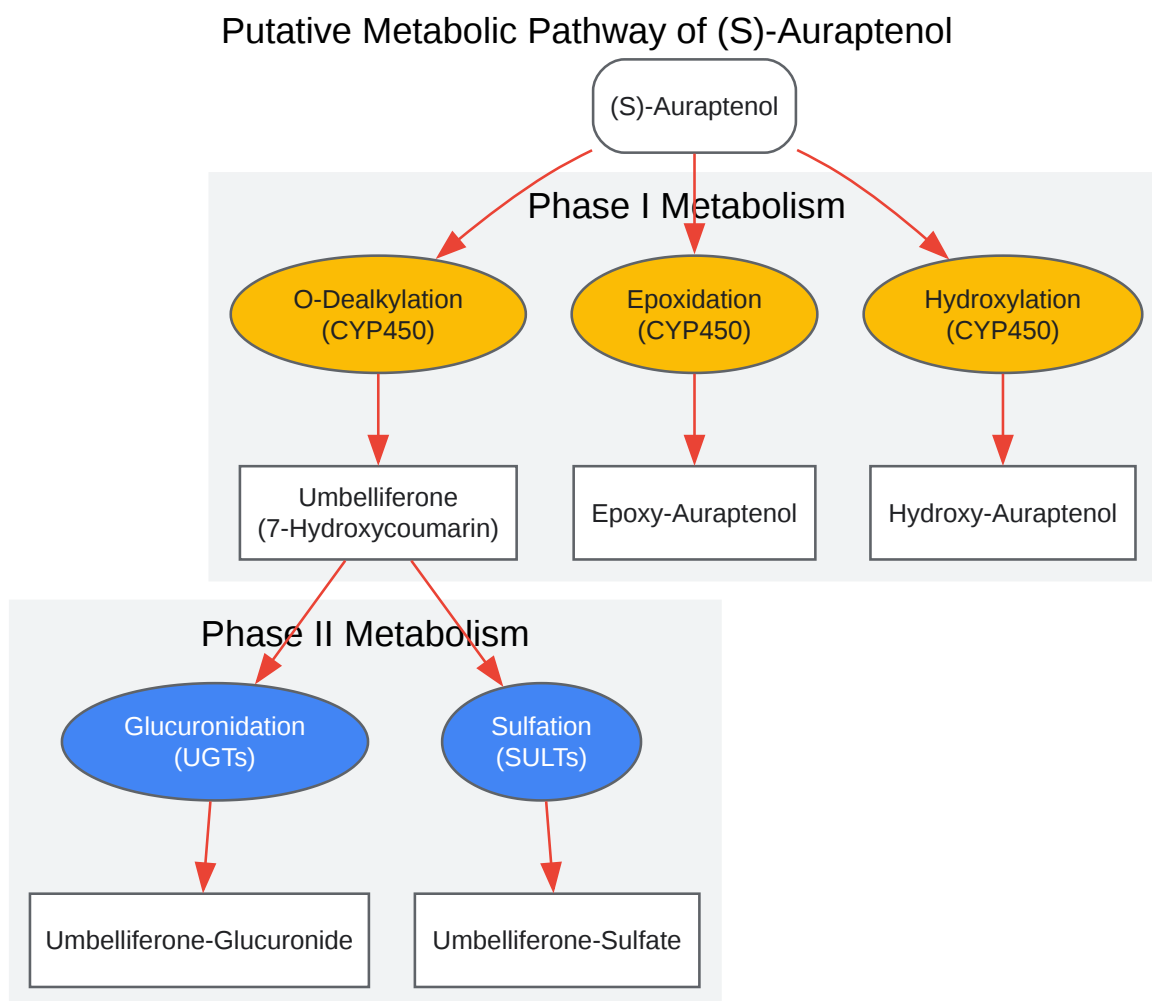 Putative Metabolic Pathway of (S)-Auraptenol
(S)-Auraptenol
Phase I Metabolism
O-Dealkylation
(CYP450)
Epoxidation
(CYP450)
Hydroxylation
(CYP450)
Umbelliferone
(7-Hydroxycoumarin)
Epoxy-Auraptenol
Hydroxy-Auraptenol
Phase II Metabolism
Glucuronidation
(UGTs)
Sulfation
(SULTs)
Umbelliferone-Glucuronide
Umbelliferone-Sulfate